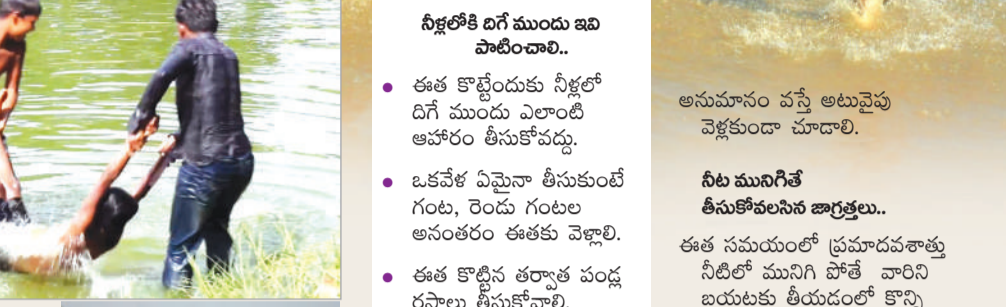 నీళ్లలోకి దిగే ముందు ఇవి
పాటించాలి..
• ఈత కొట్టేందుకు నీళ్లలో
దిగే ముందు ఎలాంటి
ఆహారం తీసుకోవద్దు.
• ఒకవేళ ఏమైనా తీసుకుంటే
గంట, రెండు గంటల
అనంతరం ఈతకు వెళ్లాలి.
• ఈత కొట్టిన తర్వాత పండ్ల
రసాలు తీసుకోవాలి.
అనుమానం వస్తే అటువైపు
వెళ్లకుండా చూడాలి.
నీట మునిగితే
తీసుకోవలసిన జాగ్రత్తలు..
ఈత సమయంలో ప్రమాదవశాత్తు
నీటిలో మునిగి పోతే వారిని
బయటకు తీయడంలో కొన్ని